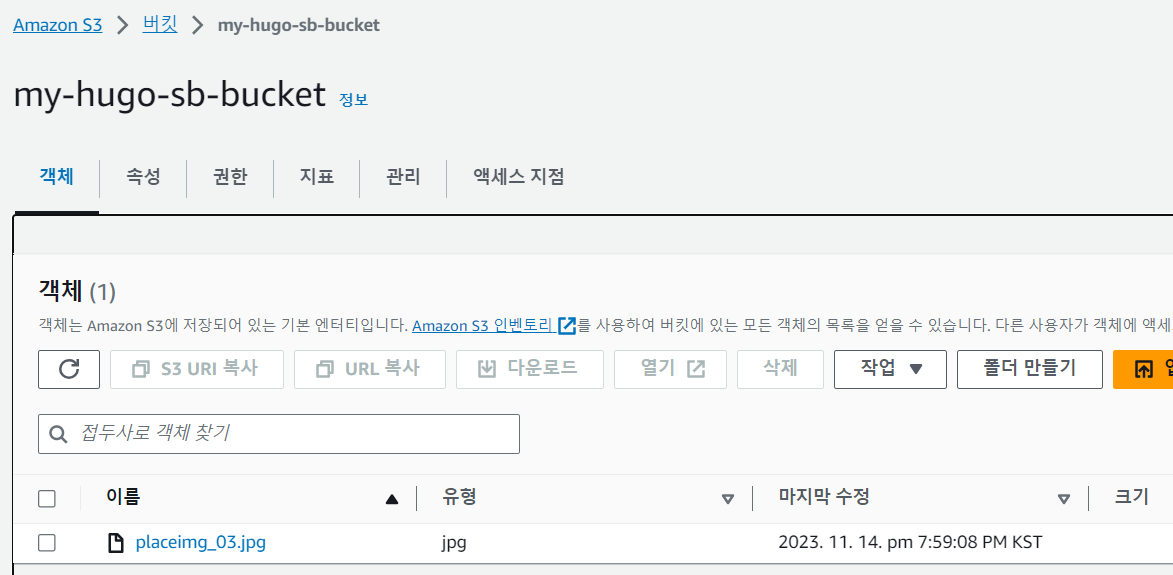 Amazon S3 > 버킷 > my-hugo-sb-bucket
my-hugo-sb-bucket 정보
객체 속성 권한 지표 관리 액세스 지점
객체 (1)
객체는 Amazon S3에 저장되어 있는 기본 엔터티입니다. Amazon S3 인벤토리 를 사용하여 버킷에 있는 모든 객체의 목록을 얻을 수 있습니다. 다른 사용자가 객체에 액세
S3 URI 복사 URL 복사 다운로드 열기 삭제 작업 폴더 만들기
접두사로 객체 찾기
이름 유형 마지막 수정 크기
placeimg_03.jpg jpg 2023. 11. 14. pm 7:59:08 PM KST